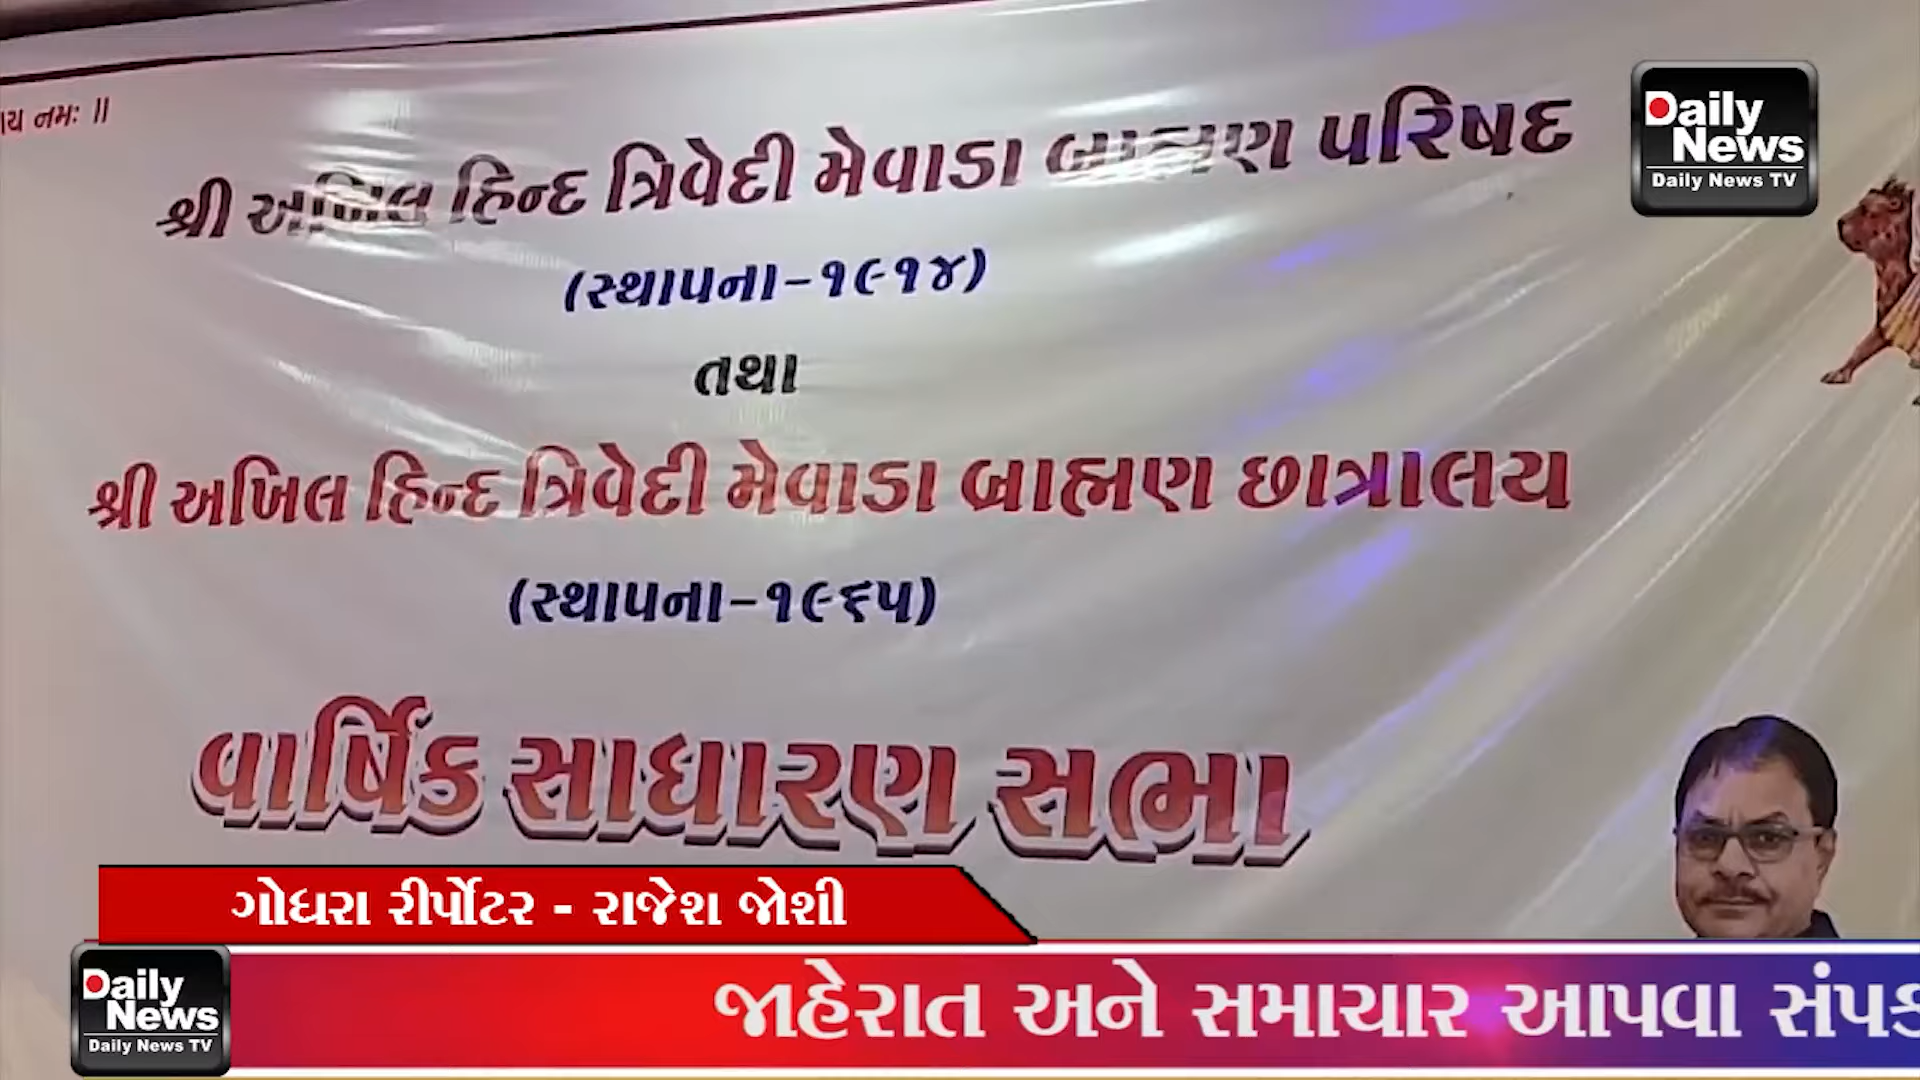 ાય નમઃ ॥
શ્રી અખિલ હિન્દ ત્રિવેદી મેવાડા બ્રાહ્મણ પરિષદ
(સ્થાપના-૧૯૧૪)
તથા
શ્રી અખિલ હિન્દ ત્રિવેદી મેવાડા બ્રાહ્મણ છાત્રાલય
(સ્થાપના-૧૯૬૫)
વાર્ષિક સાધારણ સભા
Daily
News
Daily News TV
ગોધરા રીર્પોટર - રાજેશ જોશી
Daily
News
Daily News TV
જાહેરાત અને સમાચાર આપવા સંપક